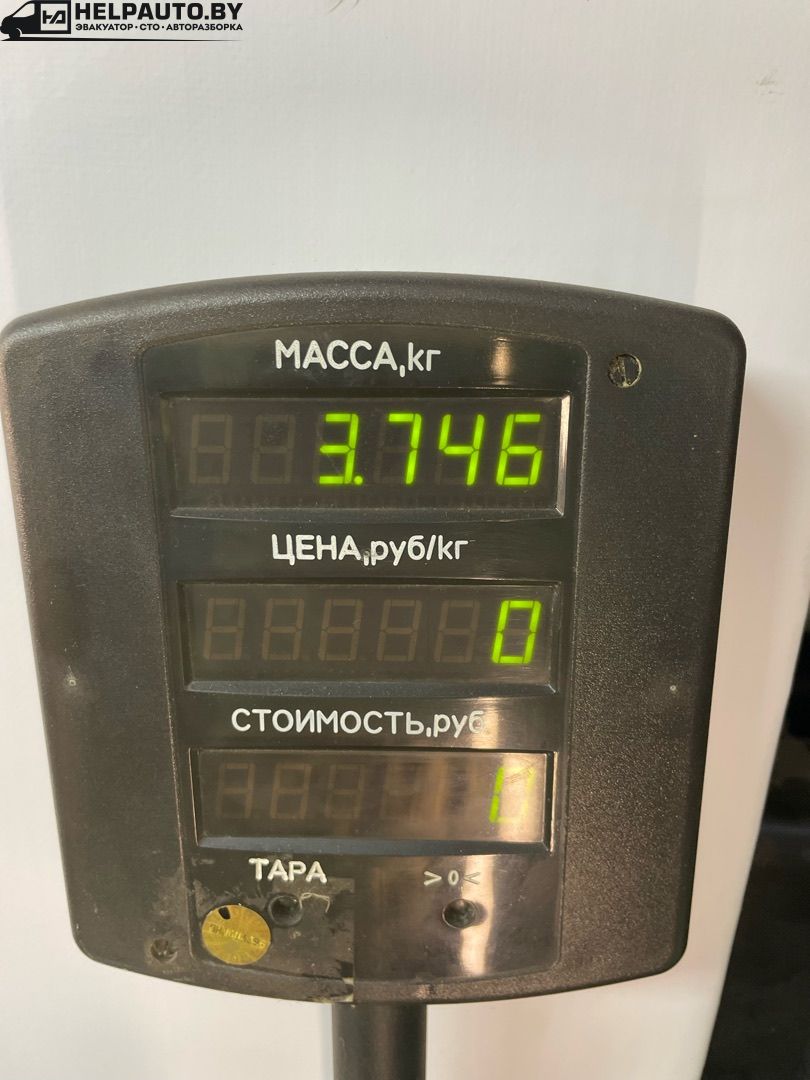 HELPAUTO.BY
ЭВАКУАТОР • СТО • АВТОРАЗБОРКА
МАССА,кг
3.746
ЦЕНА,руб/кг
0
СТОИМОСТЬ,руб
0
ТАРА >0<